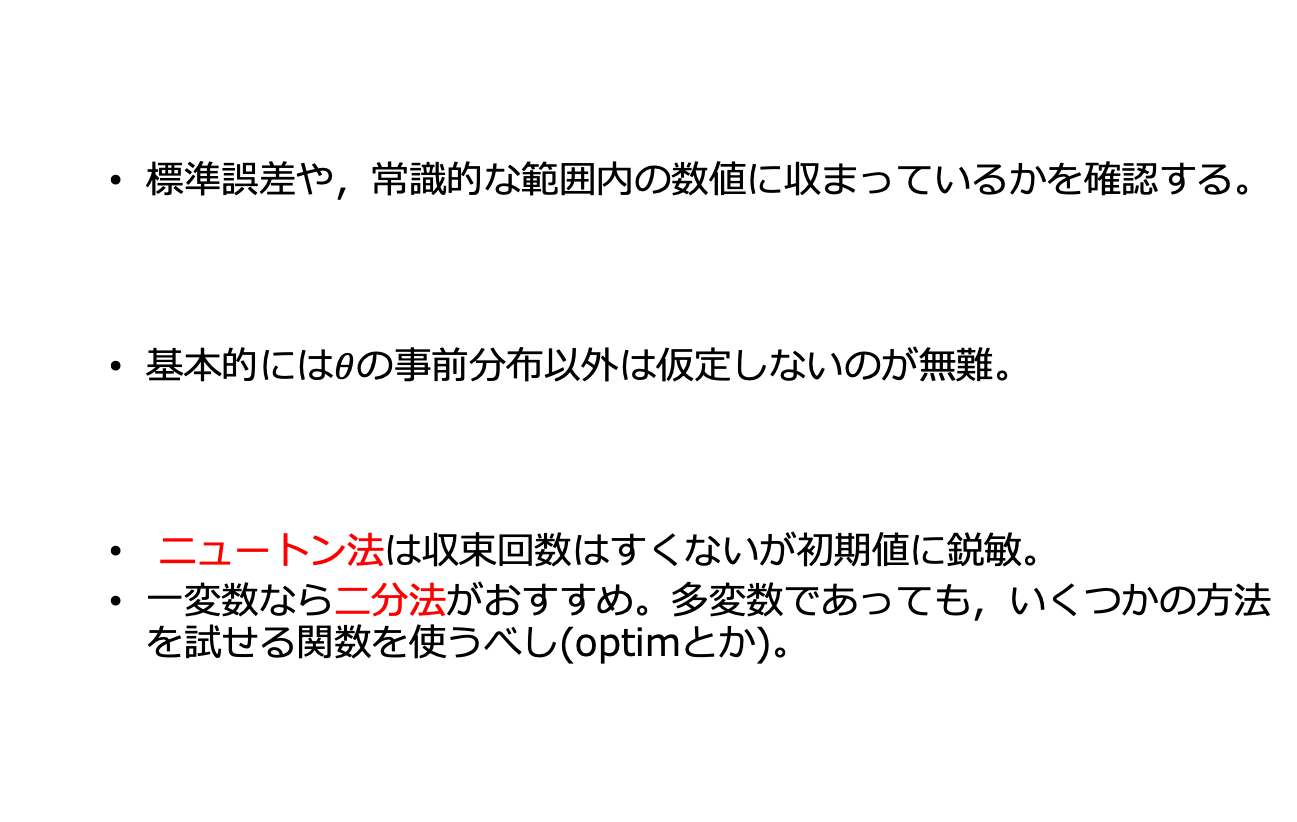 • 標準誤差や，常識的な範囲内の数値に収まっているかを確認する。
• 基本的にはθの事前分布以外は仮定しないのが無難。
• ニュートン法は収束回数はすくないが初期値に鋭敏。
• 一変数なら二分法がおすすめ。多変数であっても，いくつかの方法
を試せる関数を使うべし(optimとか)。